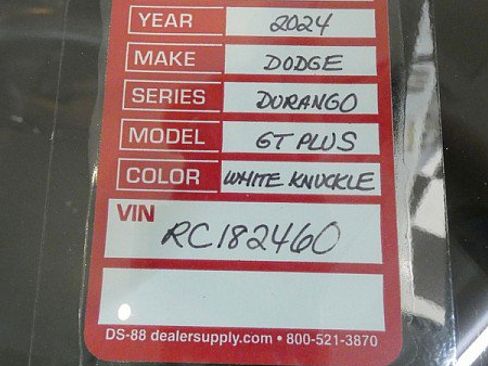 YEAR 2024
MAKE DODGE
SERIES DURANGO
MODEL GT PLUS
COLOR WHITE KNUCKLE
VIN
RC182460
DS-88 dealersupply.com • 800-521-3870